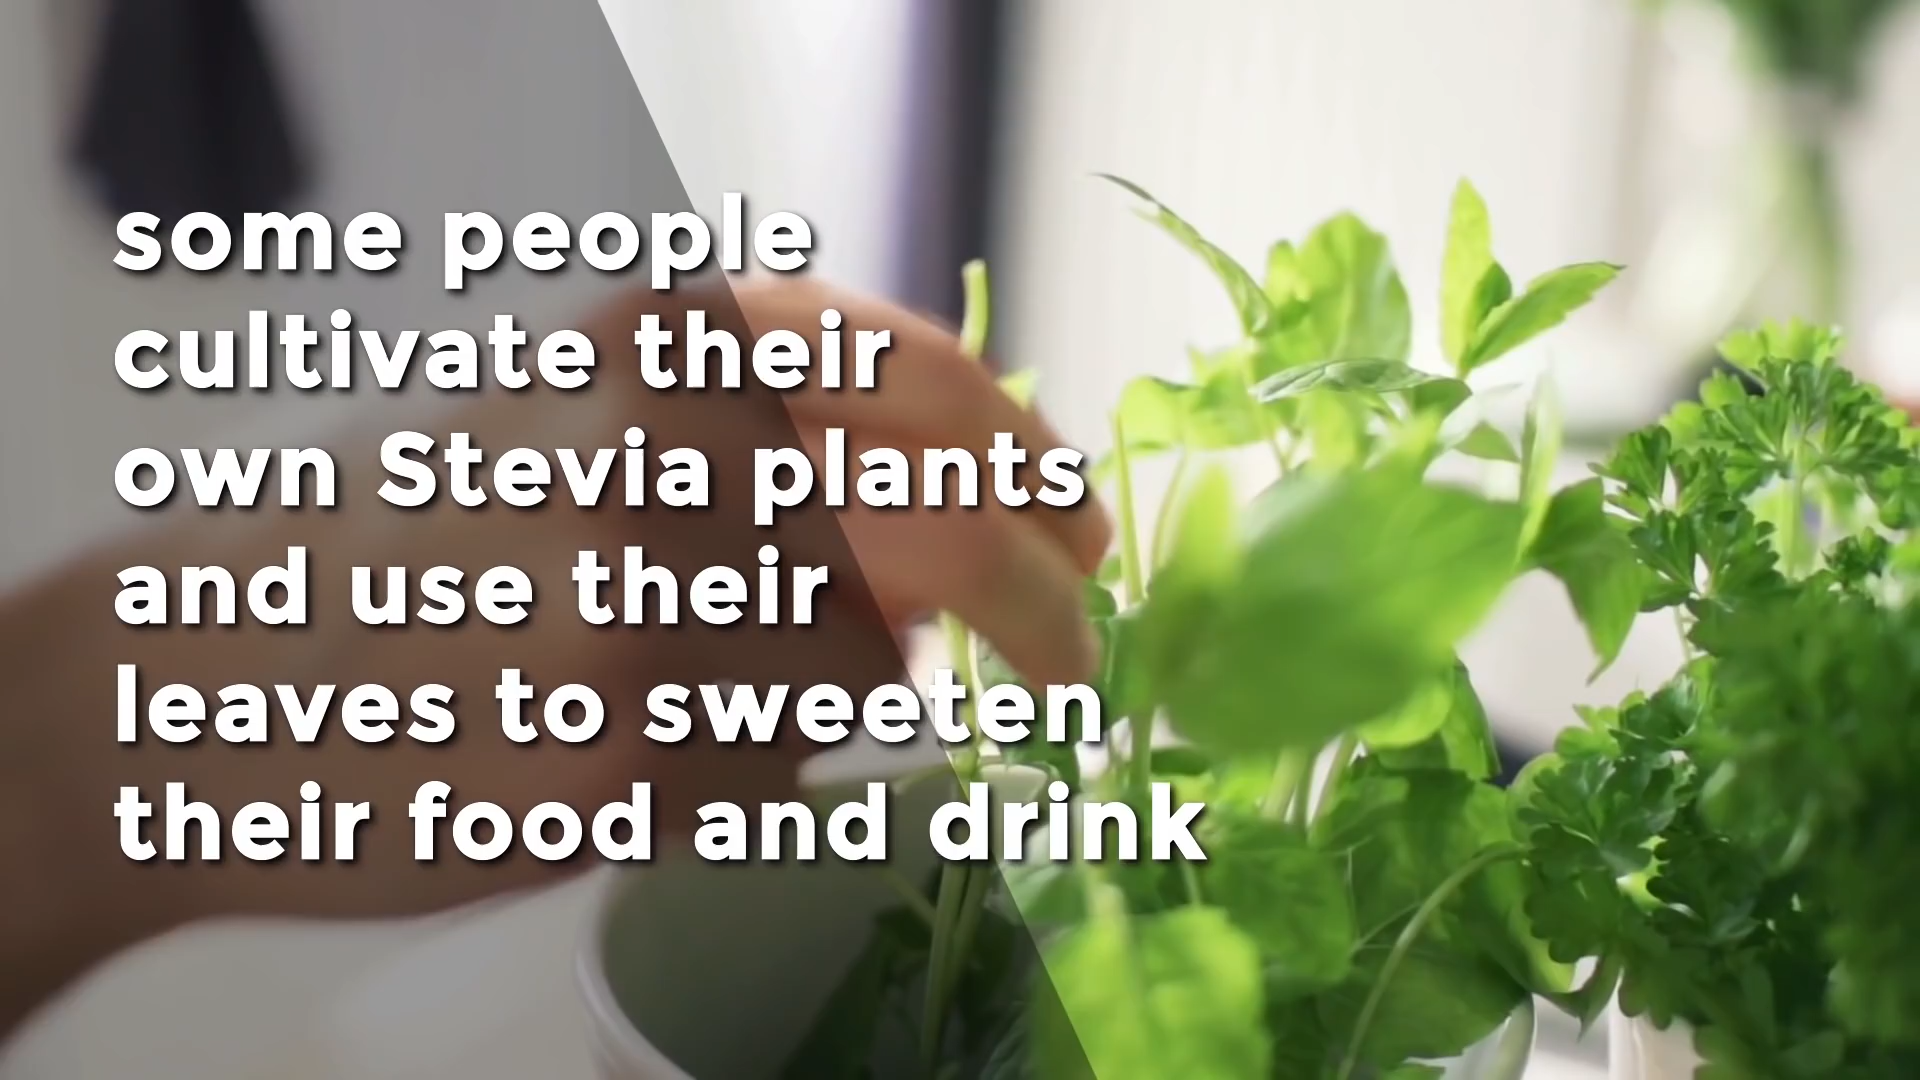 some people
cultivate their
own Stevia plants
and use their
leaves to sweeten
their food and drink